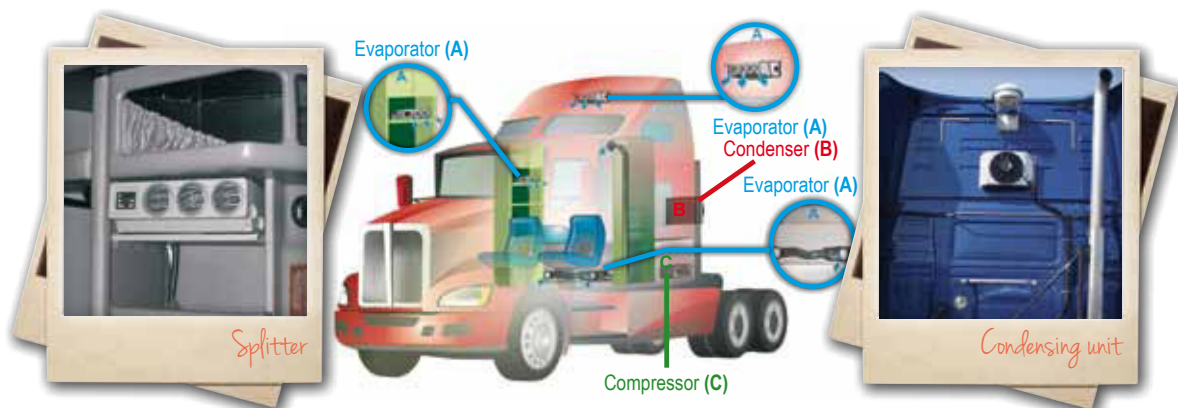 Evaporator (A)
A
A
Evaporator (A)
Condenser (B)
Evaporator (A)
A
B
C
Splitter
Condensing unit
Compressor (C)